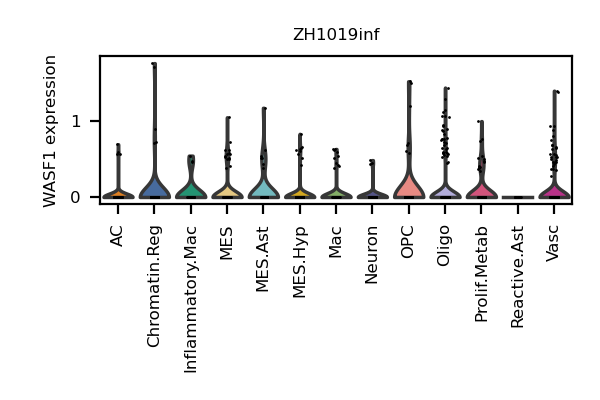 ZH1019inf
WASF1 expression
1
0
AC
Chromatin.Reg
Inflammatory.Mac
MES
MES.Ast
MES.Hyp
Mac
Neuron
OPC
Oligo
Prolif.Metab
Reactive.Ast
Vasc